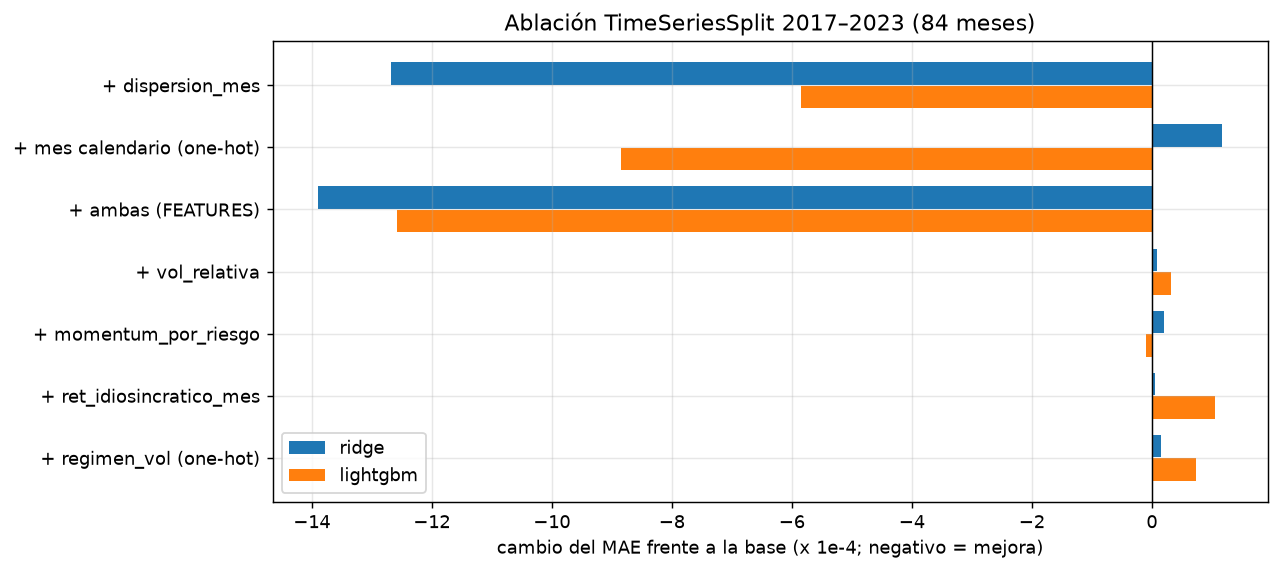 Ablación TimeSeriesSplit 2017–2023 (84 meses)
+ dispersion_mes
+ mes calendario (one-hot)
+ ambas (FEATURES)
+ vol_relativa
+ momentum_por_riesgo
+ ret_idiosincratico_mes
+ regimen_vol (one-hot)
ridge
lightgbm
−14 −12 −10 −8 −6 −4 −2 0
cambio del MAE frente a la base (x 1e-4; negativo = mejora)